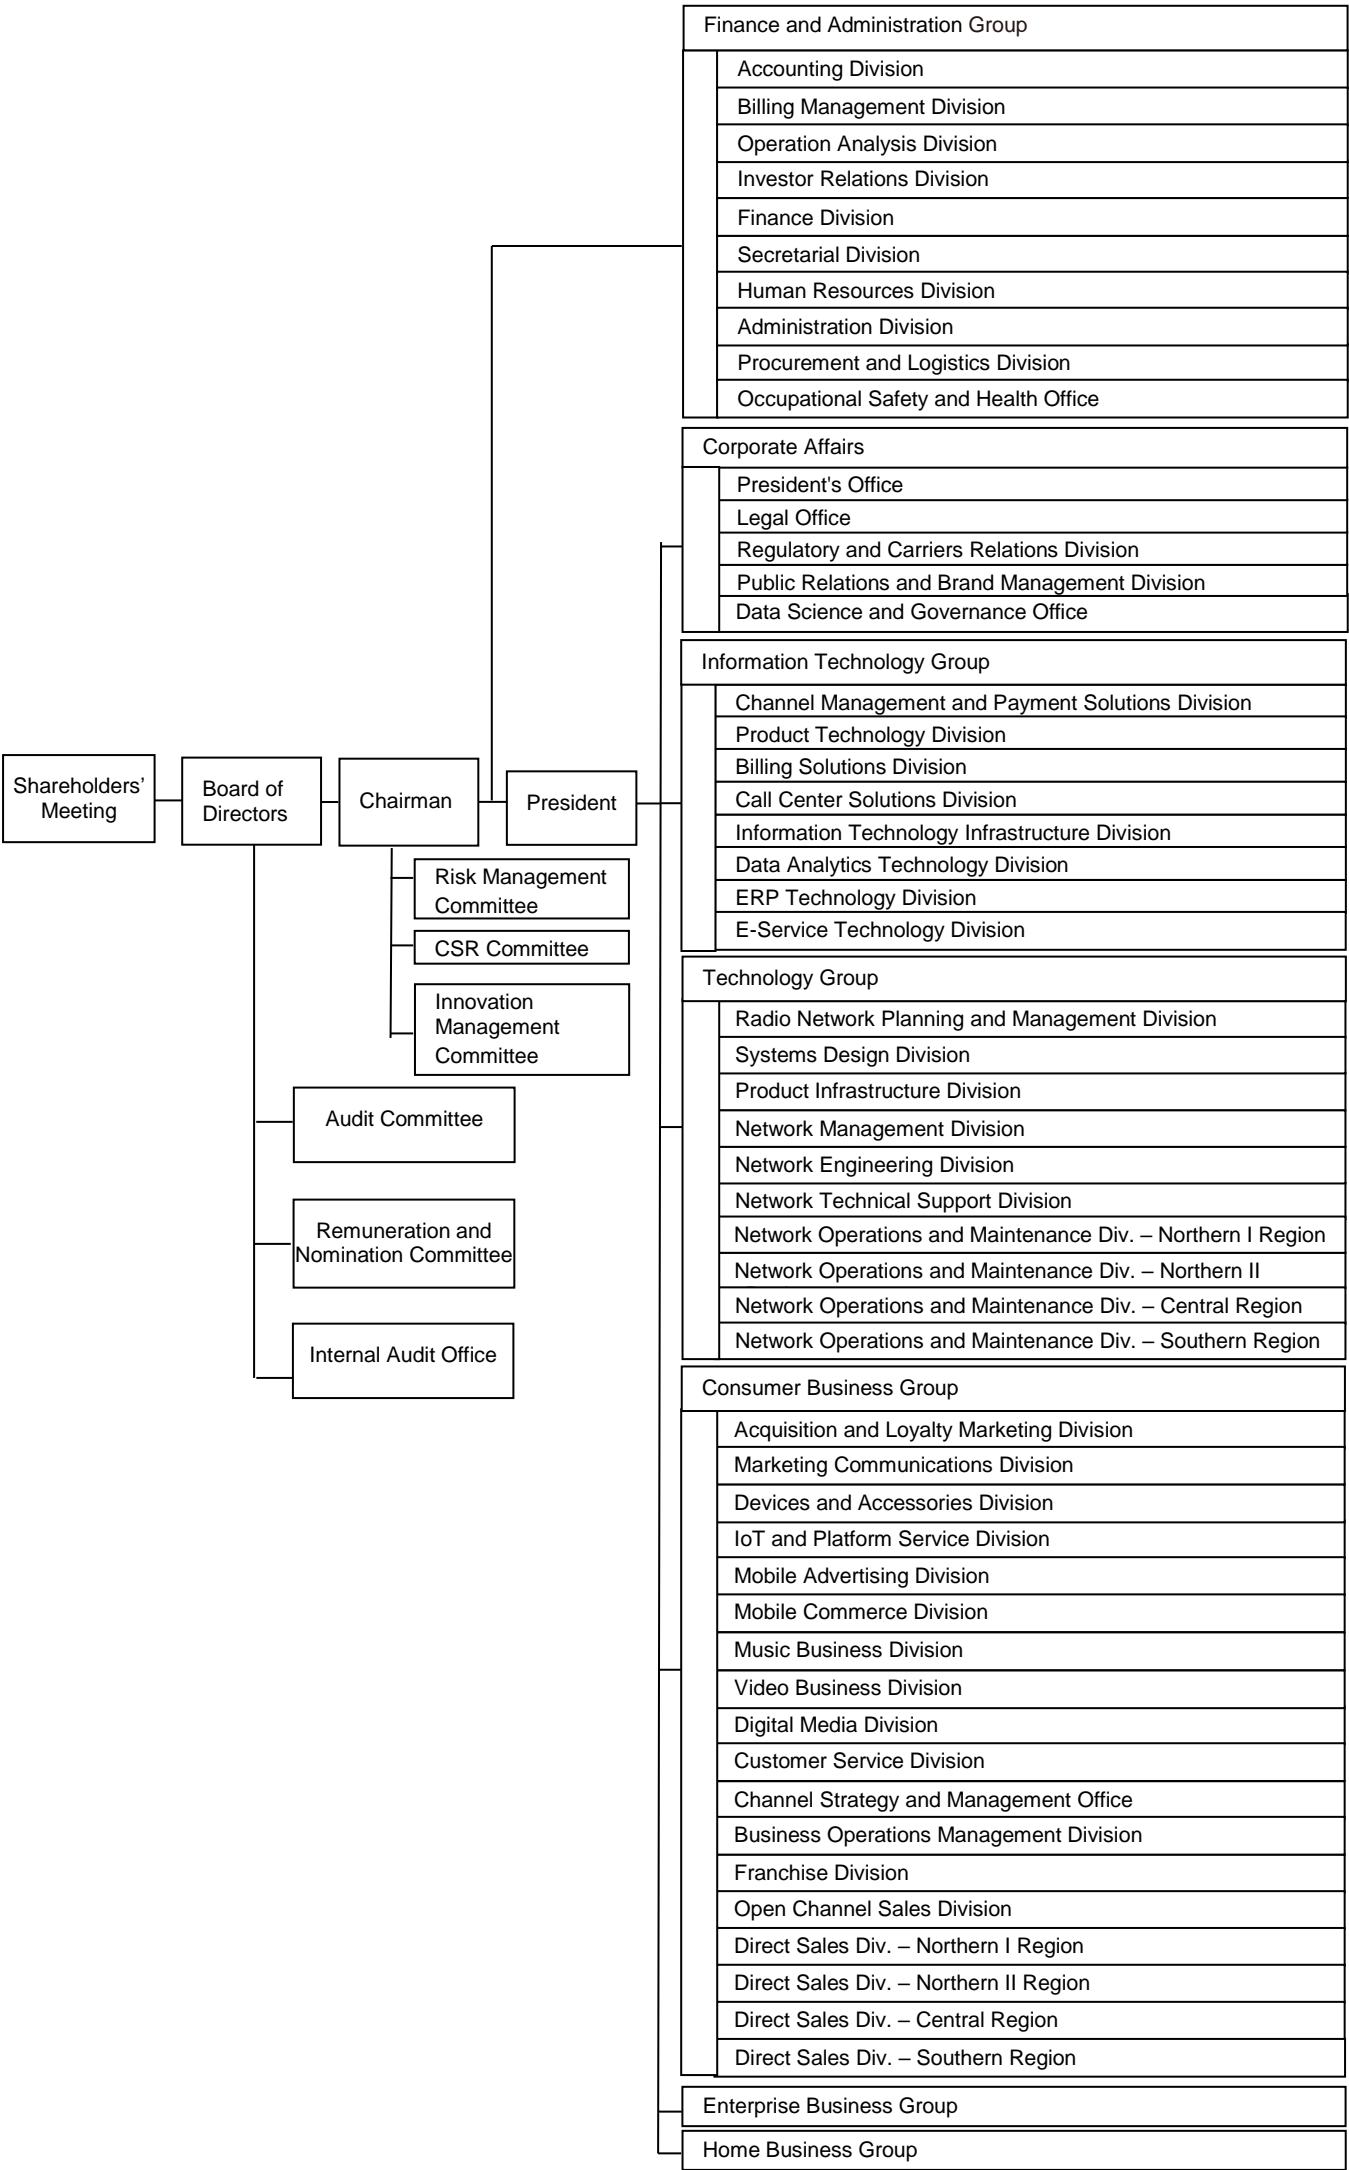 Finance and Administration Group
Accounting Division
Billing Management Division
Operation Analysis Division
Investor Relations Division
Finance Division
Secretarial Division
Human Resources Division
Administration Division
Procurement and Logistics Division
Occupational Safety and Health Office
Corporate Affairs
President's Office
Legal Office
Regulatory and Carriers Relations Division
Public Relations and Brand Management Division
Data Science and Governance Office
Information Technology Group
Channel Management and Payment Solutions Division
Product Technology Division
Billing Solutions Division
Call Center Solutions Division
Information Technology Infrastructure Division
Data Analytics Technology Division
ERP Technology Division
E-Service Technology Division
Shareholders’
Meeting
Board of
Directors
Chairman
President
Risk Management
Committee
CSR Committee
Innovation
Management
Committee
Audit Committee
Remuneration and
Nomination Committee
Internal Audit Office
Technology Group
Radio Network Planning and Management Division
Systems Design Division
Product Infrastructure Division
Network Management Division
Network Engineering Division
Network Technical Support Division
Network Operations and Maintenance Div. – Northern I Region
Network Operations and Maintenance Div. – Northern II
Network Operations and Maintenance Div. – Central Region
Network Operations and Maintenance Div. – Southern Region
Consumer Business Group
Acquisition and Loyalty Marketing Division
Marketing Communications Division
Devices and Accessories Division
IoT and Platform Service Division
Mobile Advertising Division
Mobile Commerce Division
Music Business Division
Video Business Division
Digital Media Division
Customer Service Division
Channel Strategy and Management Office
Business Operations Management Division
Franchise Division
Open Channel Sales Division
Direct Sales Div. – Northern I Region
Direct Sales Div. – Northern II Region
Direct Sales Div. – Central Region
Direct Sales Div. – Southern Region
Enterprise Business Group
Home Business Group